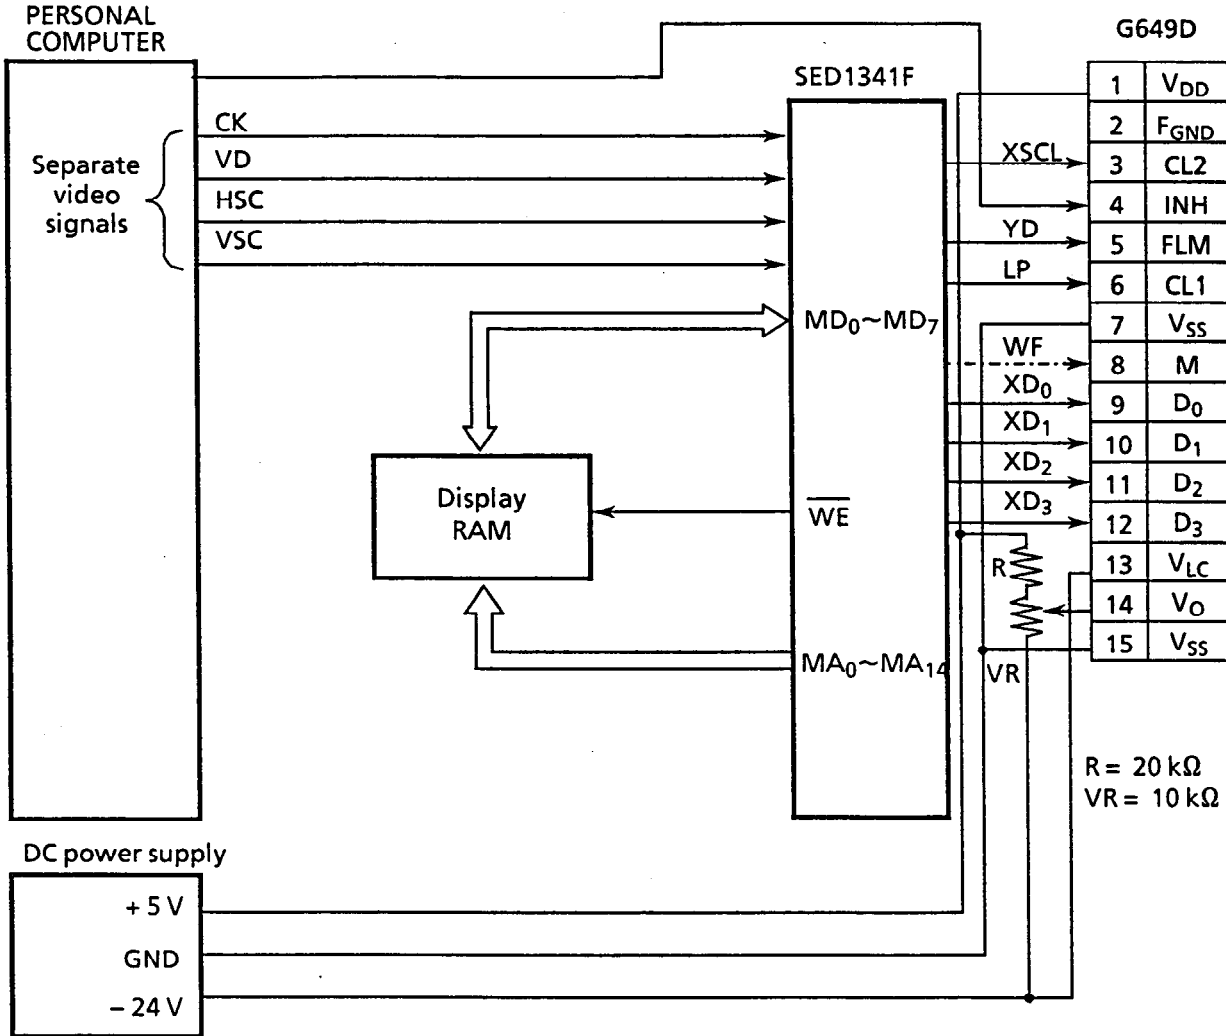 PERSONAL
COMPUTER
Separate
video
signals
CK
VD
HSC
VSC
SED1341F
MD0~MD7
WE
MA0~MA14
Display
RAM
XSCL
YD
LP
WF
XD0
XD1
XD2
XD3
R
VR
G649D
1 VDD
2 FGND
3 CL2
4 INH
5 FLM
6 CL1
7 VSS
8 M
9 D0
10 D1
11 D2
12 D3
13 VLC
14 VO
15 VSS
R = 20 kΩ
VR = 10 kΩ
DC power supply
+ 5 V
GND
– 24 V